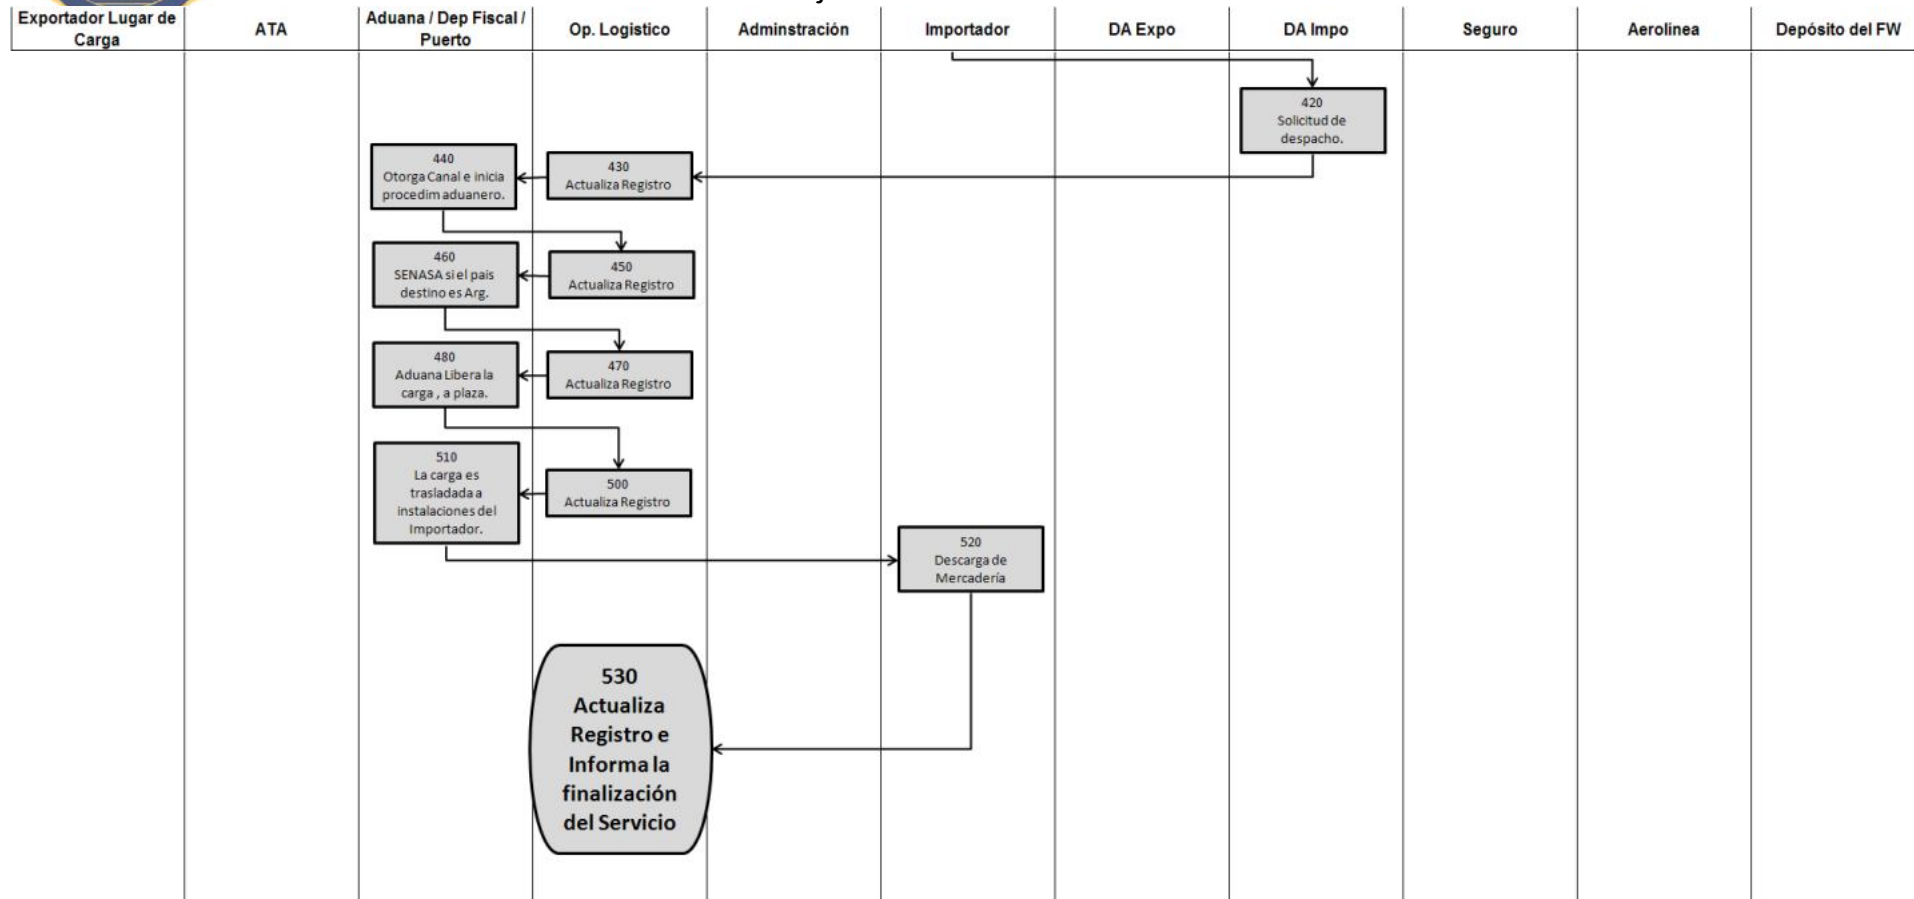 Exportador Lugar de
Carga
ATA
Aduana / Dep Fiscal /
Puerto
Op. Logistico
Adminstración
Importador
DA Expo
DA Impo
Seguro
Aerolinea
Depósito del FW
420
Solicitud de
despacho.
430
Actualiza Registro
440
Otorga Canal e inicia
procedim aduanero.
450
Actualiza Registro
460
SENASA si el pais
destino es Arg.
470
Actualiza Registro
480
Aduana Libera la
carga , a plaza.
500
Actualiza Registro
510
La carga es
trasladada a
instalaciones del
Importador.
520
Descarga de
Mercadería
530
Actualiza
Registro e
Informa la
finalización
del Servicio